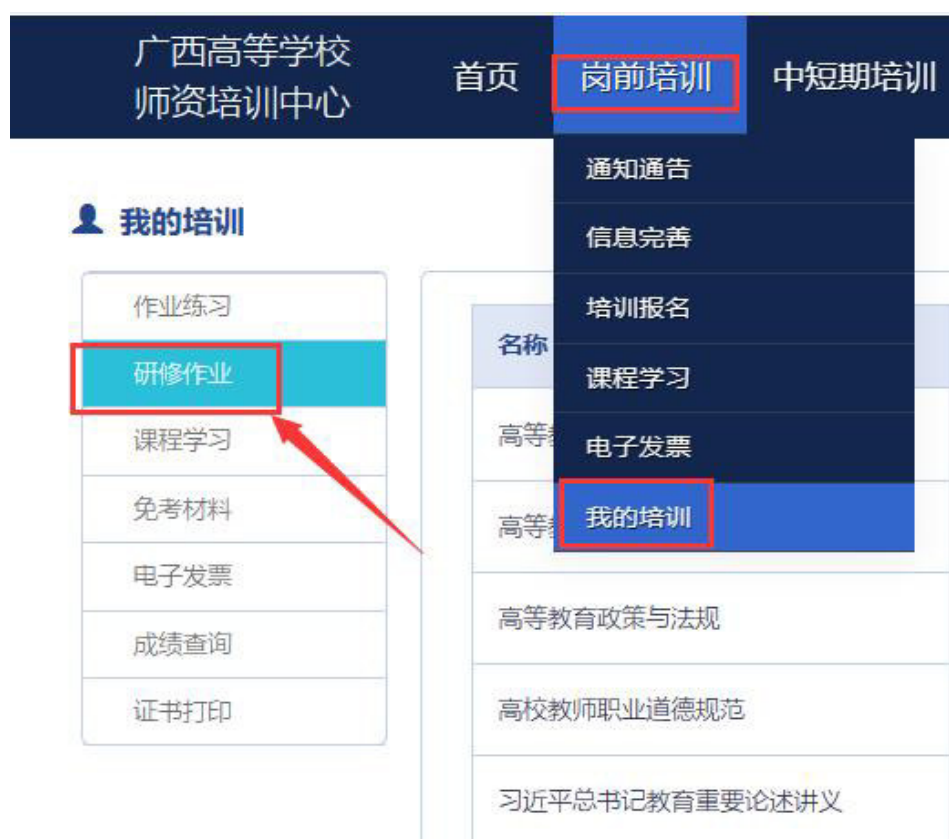 广西高等学校
师资培训中心
首页
岗前培训
中短期培训
通知通告
信息完善
培训报名
课程学习
电子发票
我的培训
我的培训
作业练习
研修作业
课程学习
免考材料
电子发票
成绩查询
证书打印
名称
高等
高等
高等教育政策与法规
高校教师职业道德规范
习近平总书记教育重要论述讲义